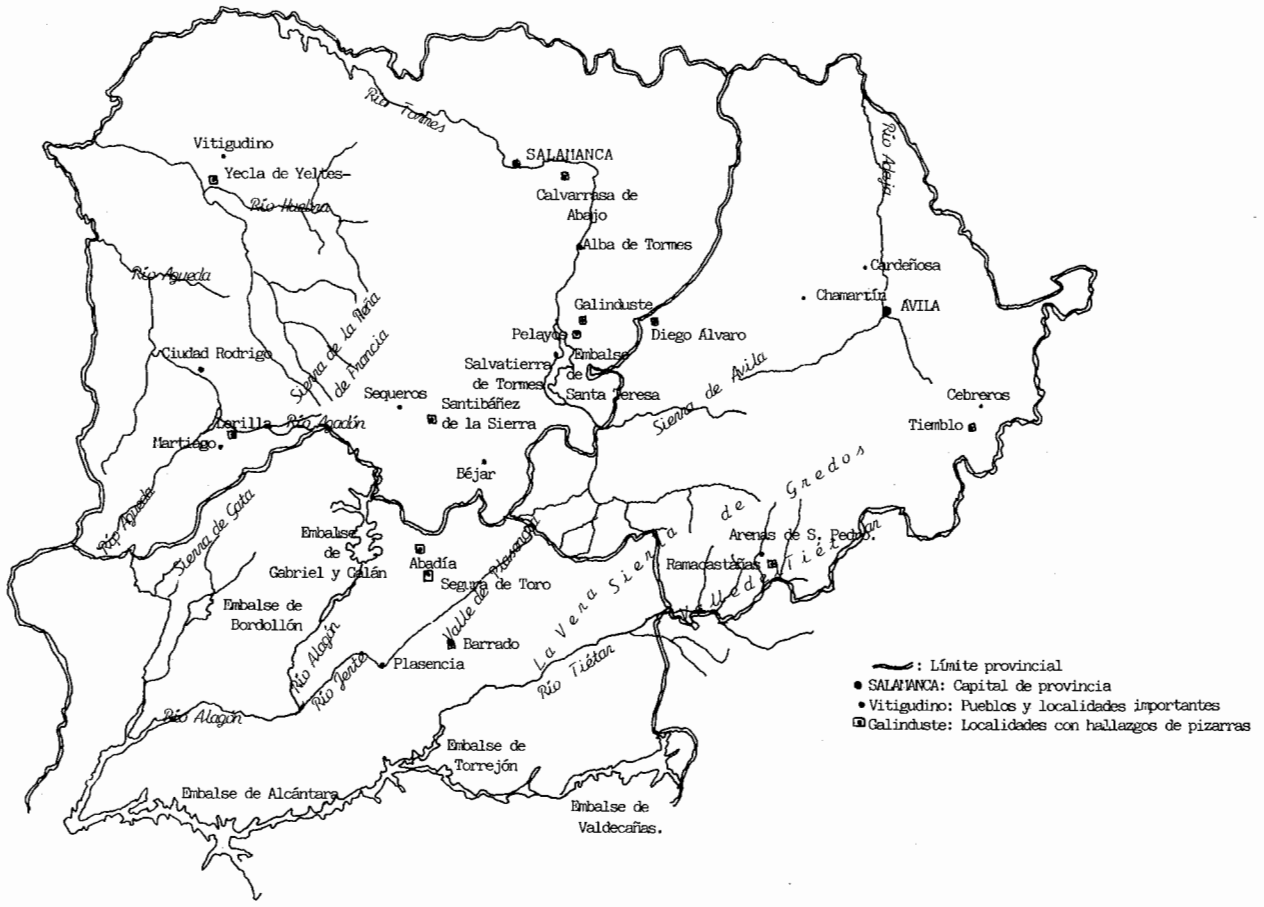 Río Tormes
Vitigudino
SALAMANCA
Yecla de Yeltes-
Calvarrasa de
Abajo
Río Huebra
Río Adaja
Alba de Tormes
Río Agueda
Cardeñosa
Chamartín
AVILA
Galinduste
Pelayos
Diego Alvaro
Sierra de la Peña
de Francia
Ciudad Rodrigo
Salvatierra
de Tormes
Embalse
de
Santa Teresa
Sierra de Avila
Sequeros
Santibáñez
de la Sierra
Cebreros
Tiemblo
Lerilla
Río Agadón
Martiago
Béjar
Río Agueda
Sierra de Gata
Sierra de Gredos
Embalse
de
Gabriel y Galán
Abadía
Segura de Toro
Valle de Plasencia
Arenas de S. Pedro.
Ramacastañas
Valle de Tiétar
Embalse de
Bordollón
La Vera
Barrado
Plasencia
Río Alagón
Río Jerte
Río Tiétar
Río Alagón
Embalse de
Torrejón
Embalse de Alcántara
Embalse de
Valdecañas.
: Límite provincial
SALAMANCA: Capital de provincia
Vitigudino: Pueblos y localidades importantes
Galinduste: Localidades con hallazgos de pizarras